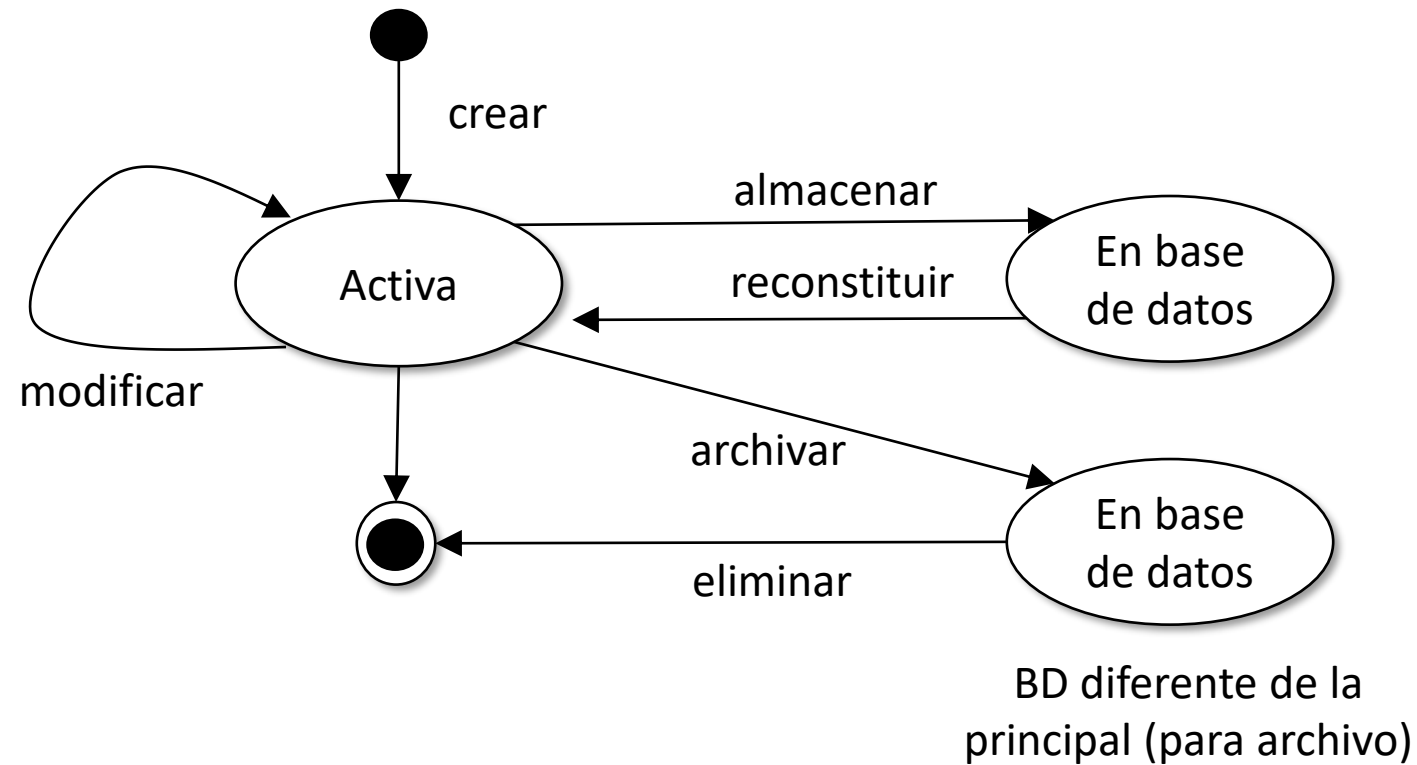 crear
almacenar
En base
de datos
Activa
reconstituir
modificar
archivar
En base
de datos
eliminar
BD diferente de la
principal (para archivo)